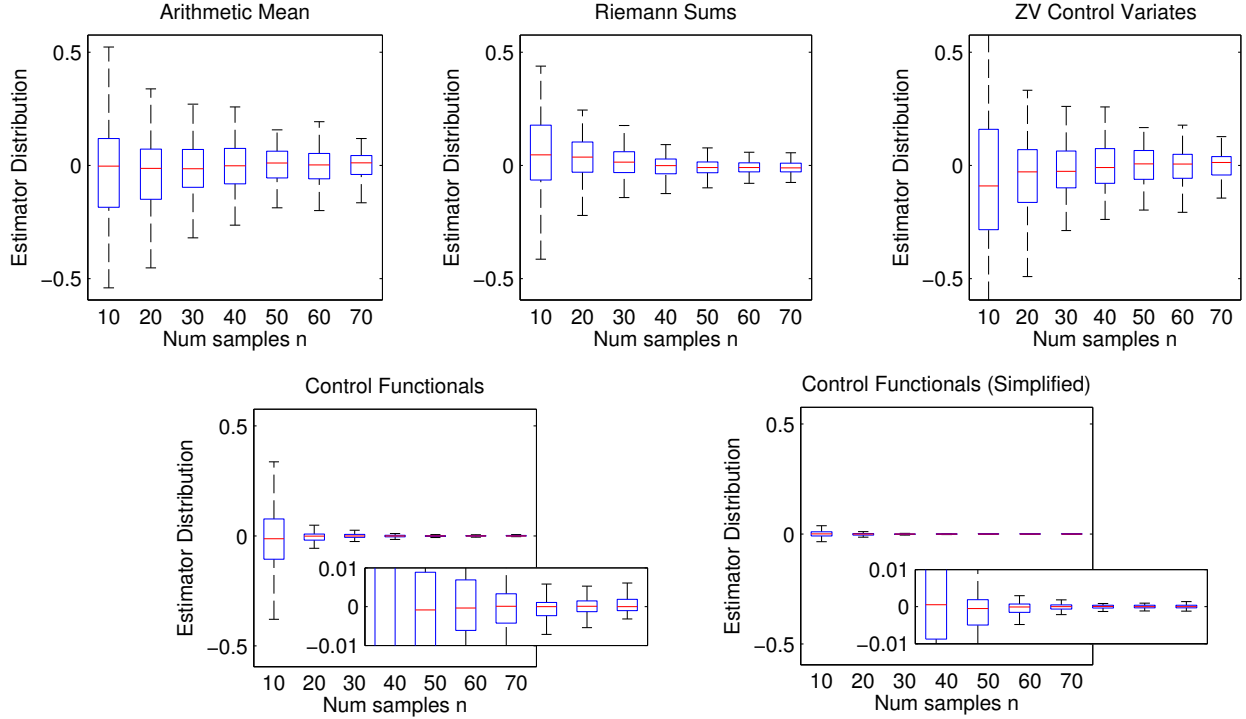 Arithmetic Mean
Estimator Distribution
0.5
0
−0.5
10 20 30 40 50 60 70
Num samples n
Riemann Sums
Estimator Distribution
0.5
0
−0.5
10 20 30 40 50 60 70
Num samples n
ZV Control Variates
Estimator Distribution
0.5
0
−0.5
10 20 30 40 50 60 70
Num samples n
Control Functionals
Estimator Distribution
0.5
0
−0.5
0.01
0
−0.01
10 20 30 40 50 60 70
Num samples n
Control Functionals (Simplified)
Estimator Distribution
0.5
0
−0.5
0.01
0
−0.01
10 20 30 40 50 60 70
Num samples n